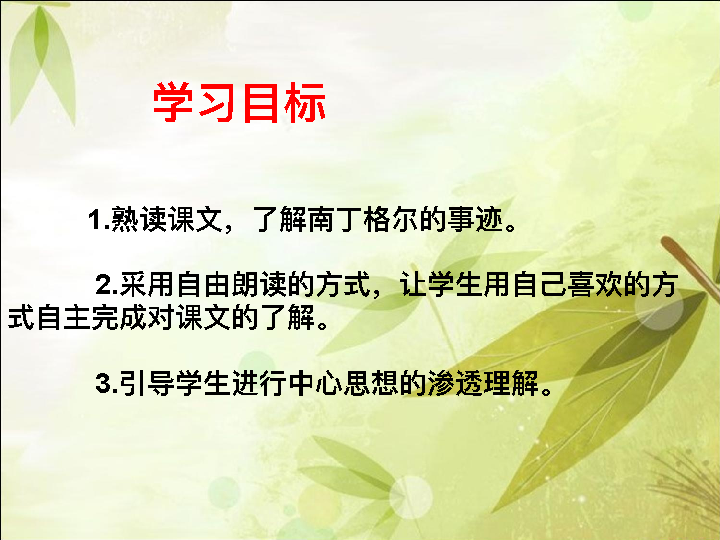 学习目标
1.熟读课文，了解南丁格尔的事迹。
2.采用自由朗读的方式，让学生用自己喜欢的方
式自主完成对课文的了解。
3.引导学生进行中心思想的渗透理解。